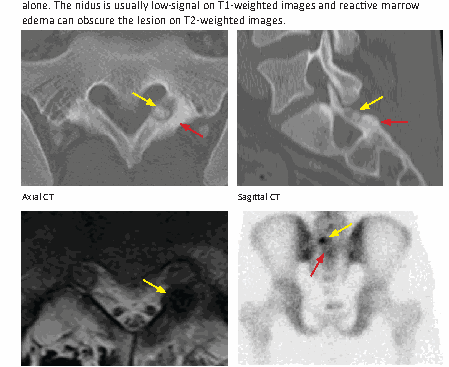 alone. The nidus is usually low-signal on T1-weighted images and reactive marrow
edema can obscure the lesion on T2-weighted images.
Axial CT
Sagittal CT